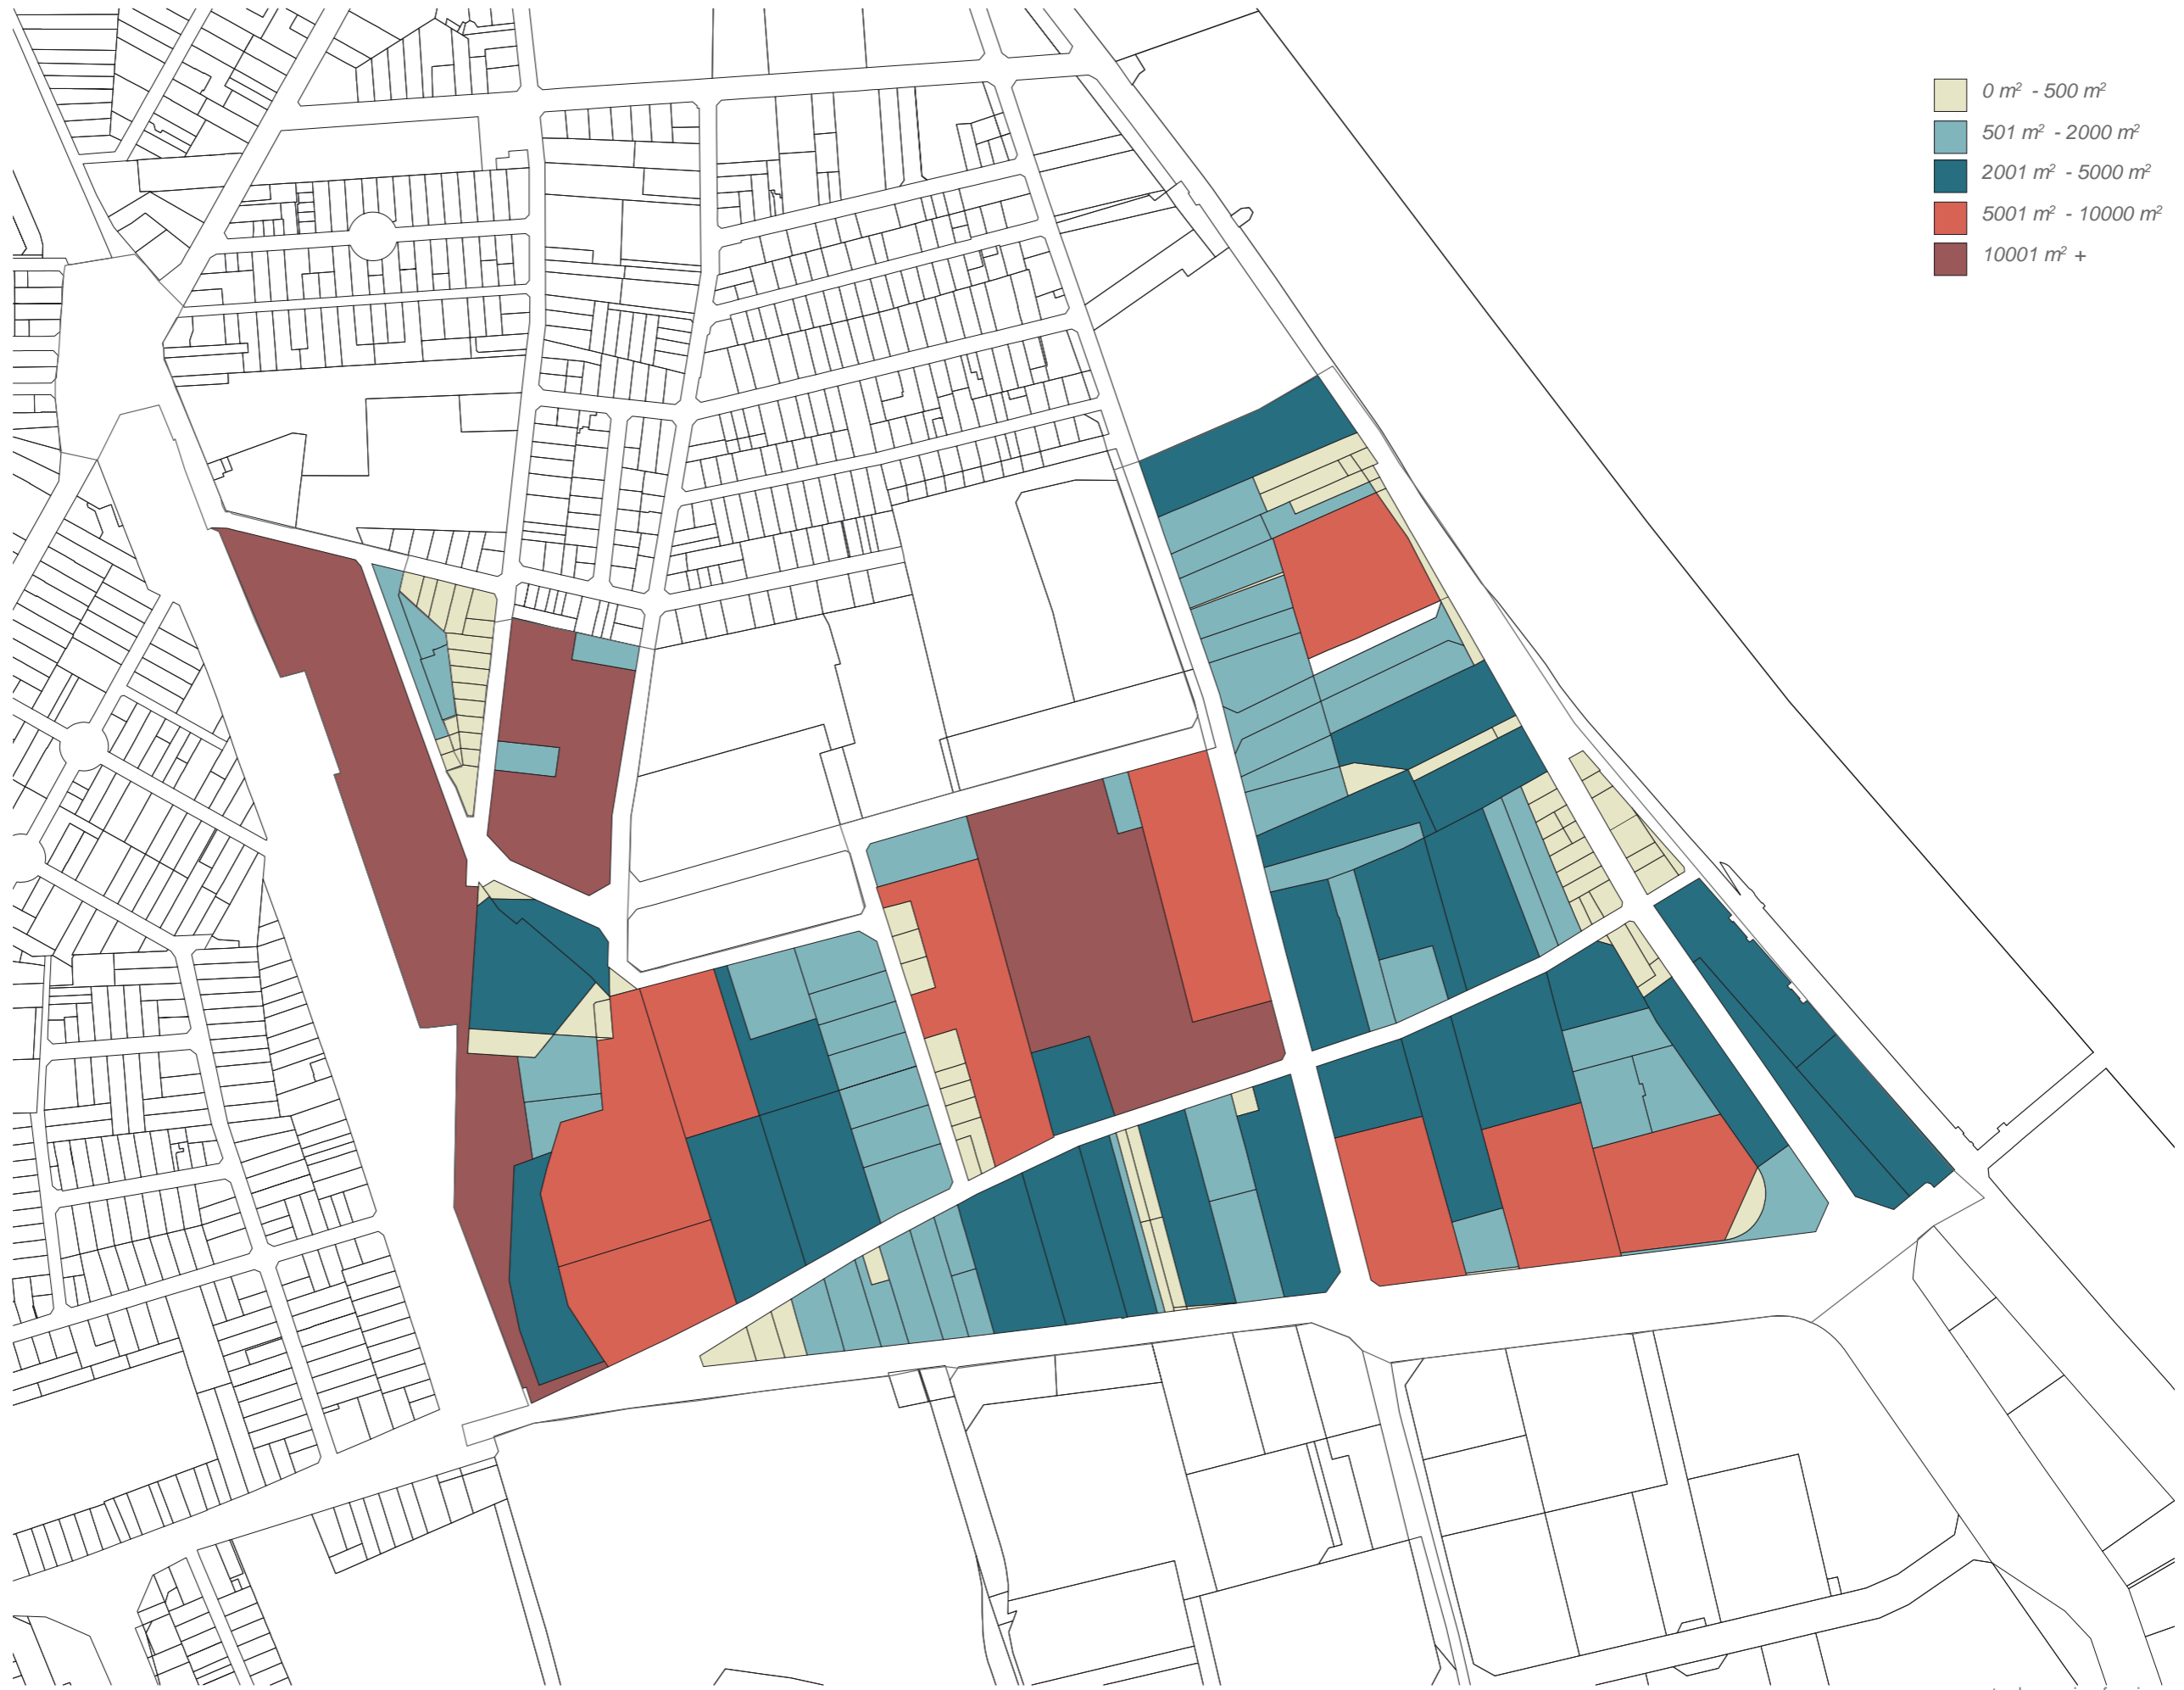 0 m² - 500 m²
501 m² - 2000 m²
2001 m² - 5000 m²
5001 m² - 10000 m²
10001 m² +